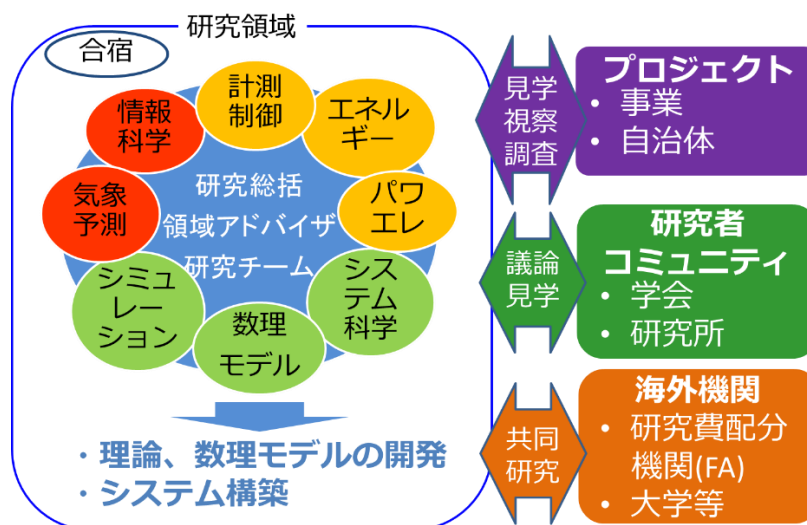 研究領域
合宿
計測
制御
エネル
ギー
パワ
エレ
システム
科学
数理
モデル
シミュ
レー
ション
気象
予測
情報
科学
研究総括
領域アドバイザ
研究チーム
・理論、数理モデルの開発
・システム構築
見学
視察
調査
プロジェクト
• 事業
• 自治体
議論
見学
研究者
コミュニティ
• 学会
• 研究所
共同
研究
海外機関
• 研究費配分
機関(FA)
• 大学等